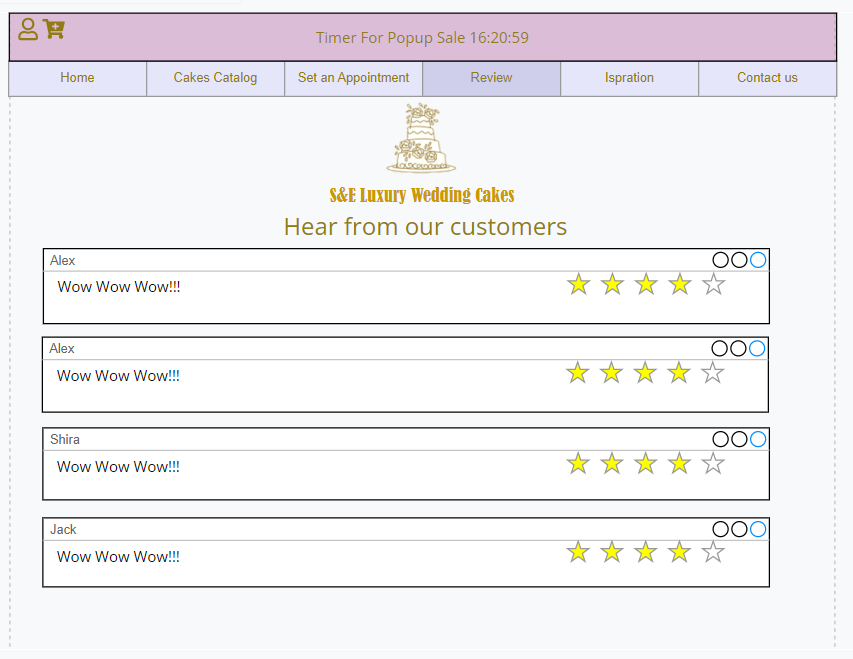 Timer For Popup Sale 16:20:59
Home Cakes Catalog Set an Appointment Review Ispration Contact us
S&E Luxury Wedding Cakes
Hear from our customers
Alex
Wow Wow Wow!!!
Alex
Wow Wow Wow!!!
Shira
Wow Wow Wow!!!
Jack
Wow Wow Wow!!!